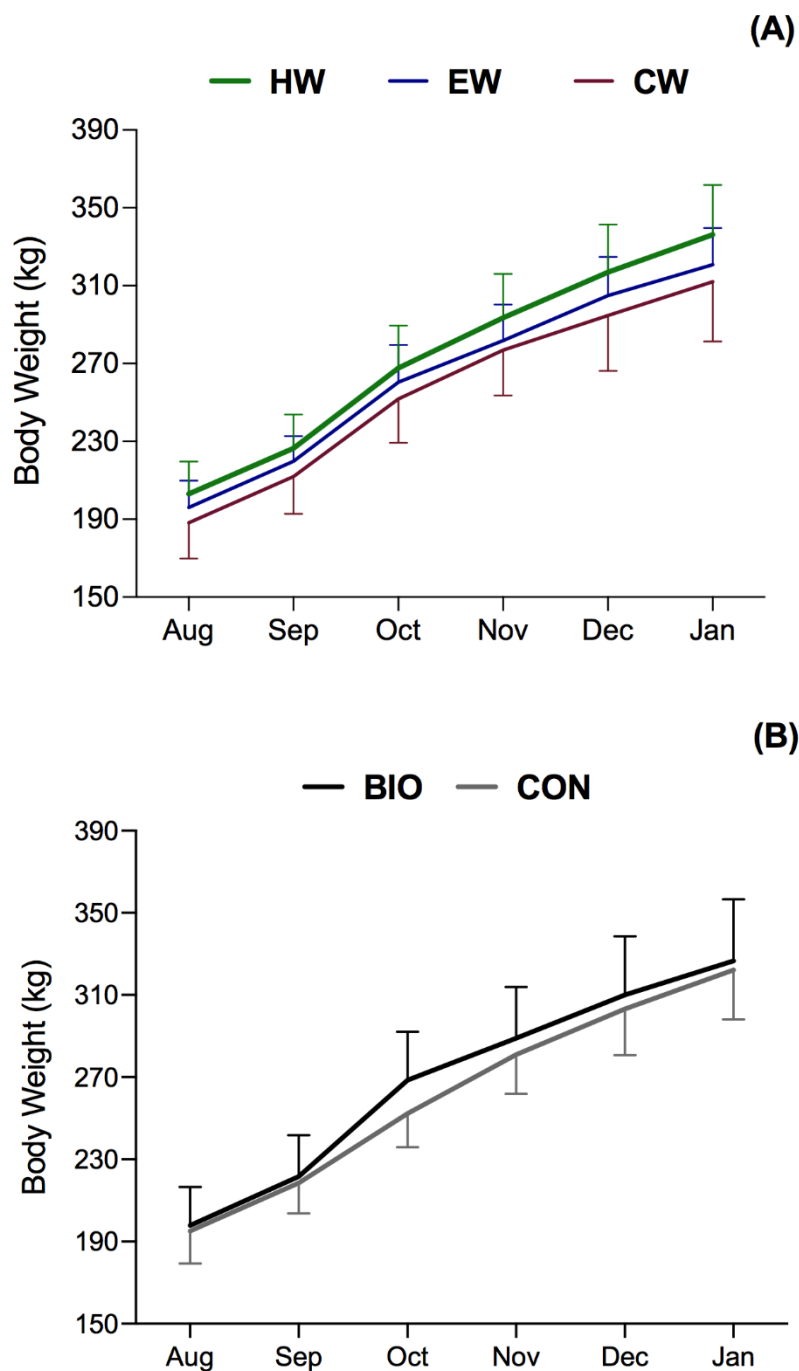 (A)
HW EW CW
390
350
310
270
230
190
150
Body Weight (kg)
Aug Sep Oct Nov Dec Jan
(B)
BIO CON
390
350
310
270
230
190
150
Body Weight (kg)
Aug Sep Oct Nov Dec Jan